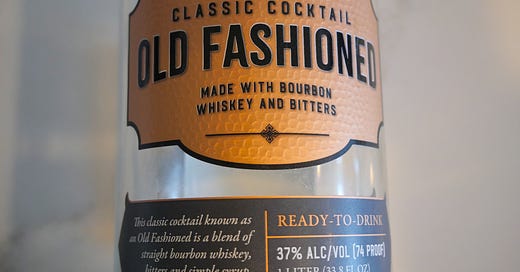 CLASSIC COCKTAIL
OLD FASHIONED
MADE WITH BOURBON
WHISKEY AND BITTERS
This classic cocktail known as
an Old Fashioned is a blend of
straight bourbon whiskey,
bitters and simple syrup
READY-TO-DRINK
37% ALC/VOL (74 PROOF)
1 LITER (33.8 FL OZ)